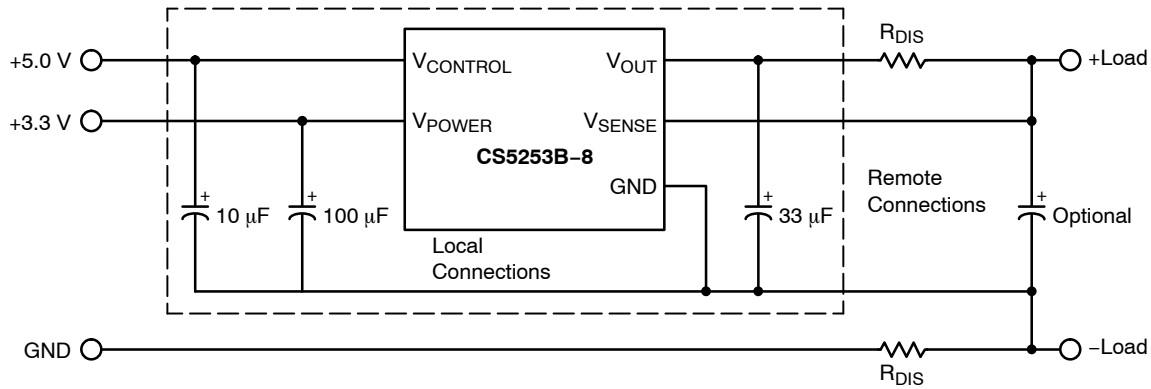 R_DIS
+5.0 V
V_CONTROL
V_OUT
+Load
+3.3 V
V_POWER
V_SENSE
CS5253B−8
GND
Remote
Connections
+
10 μF
+
100 μF
+
33 μF
+
Optional
Local
Connections
GND
R_DIS
−Load